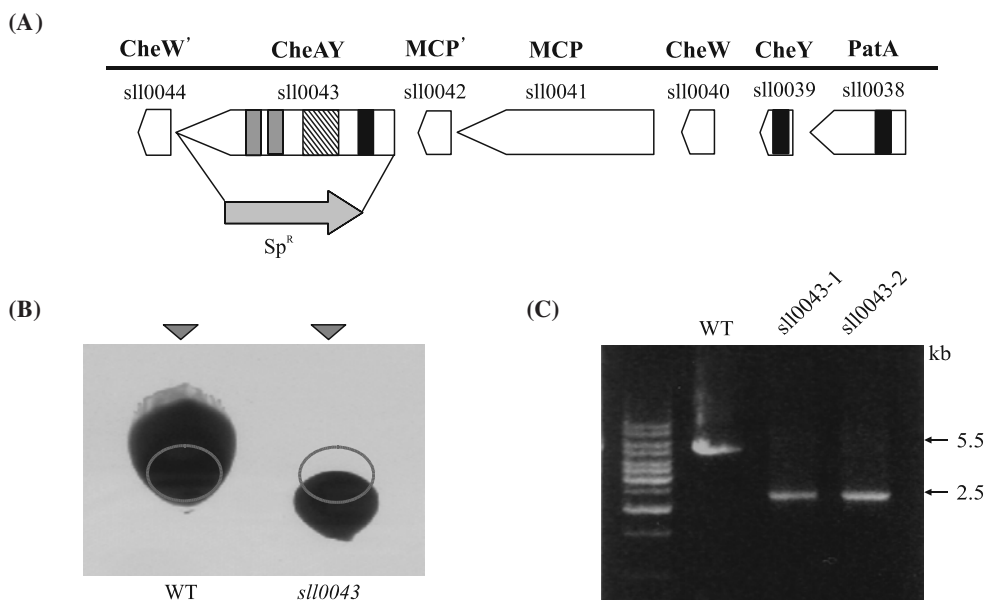 (A)
CheW' CheAY MCP' MCP CheW CheY PatA
sll0044 sll0043 sll0042 sll0041 sll0040 sll0039 sll0038
Sp^R
(B)
WT sll0043
(C)
WT sll0043-1 sll0043-2
kb
5.5
2.5